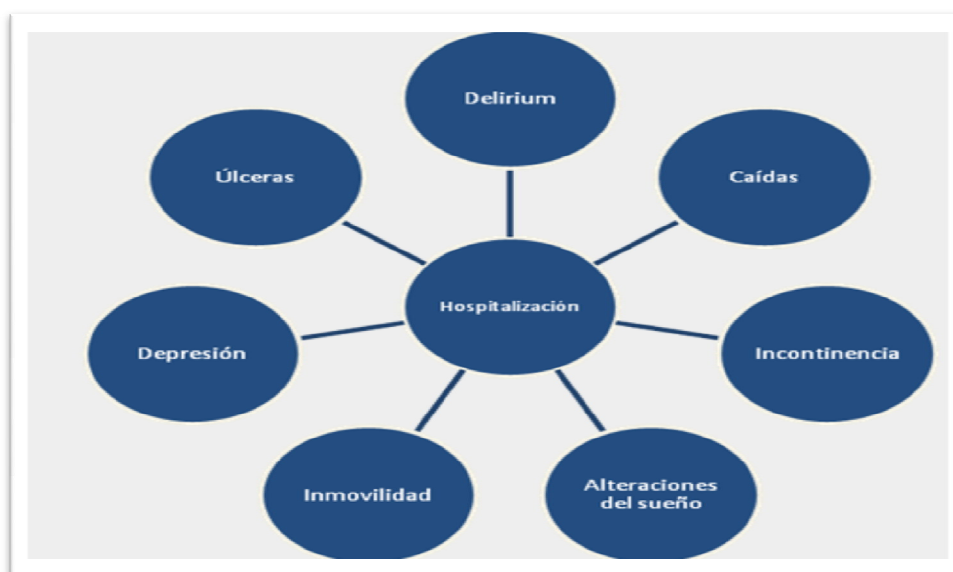 Delirium
Úlceras
Caídas
Hospitalización
Depresión
Incontinencia
Inmovilidad
Alteraciones
del sueño